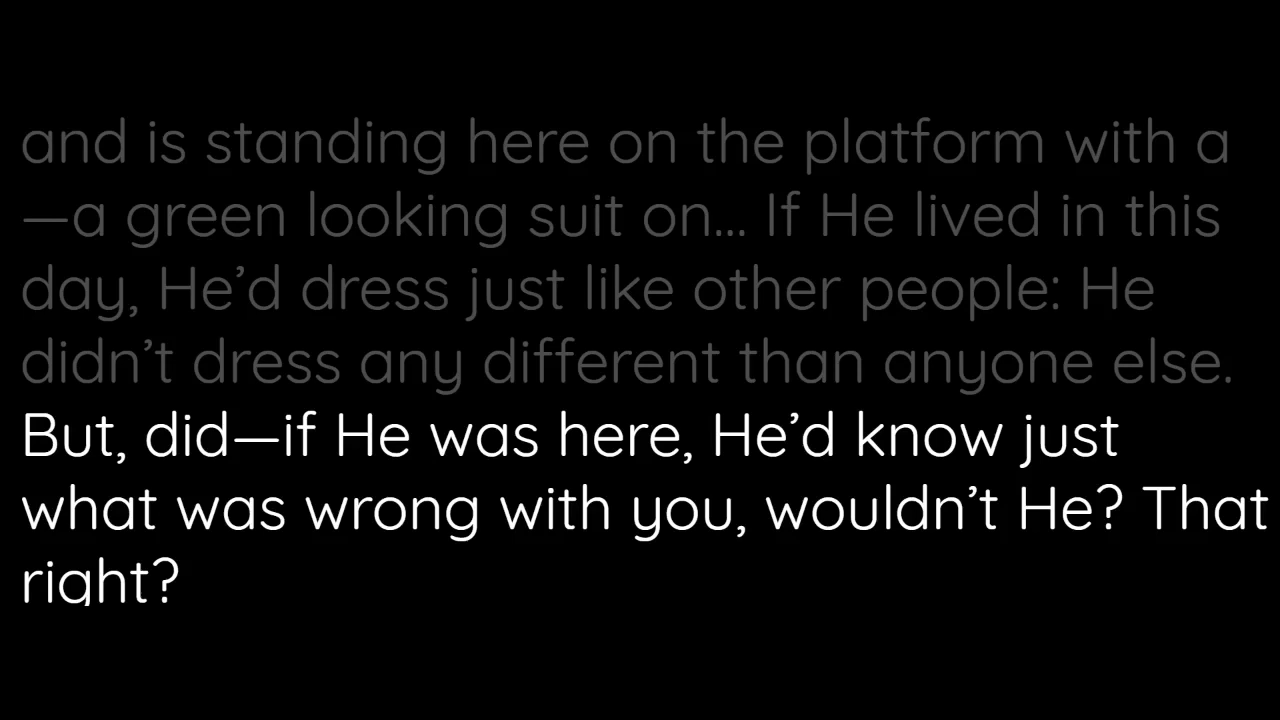 and is standing here on the platform with a
—a green looking suit on... If He lived in this
day, He’d dress just like other people: He
didn’t dress any different than anyone else.
But, did—if He was here, He’d know just
what was wrong with you, wouldn’t He? That
right?